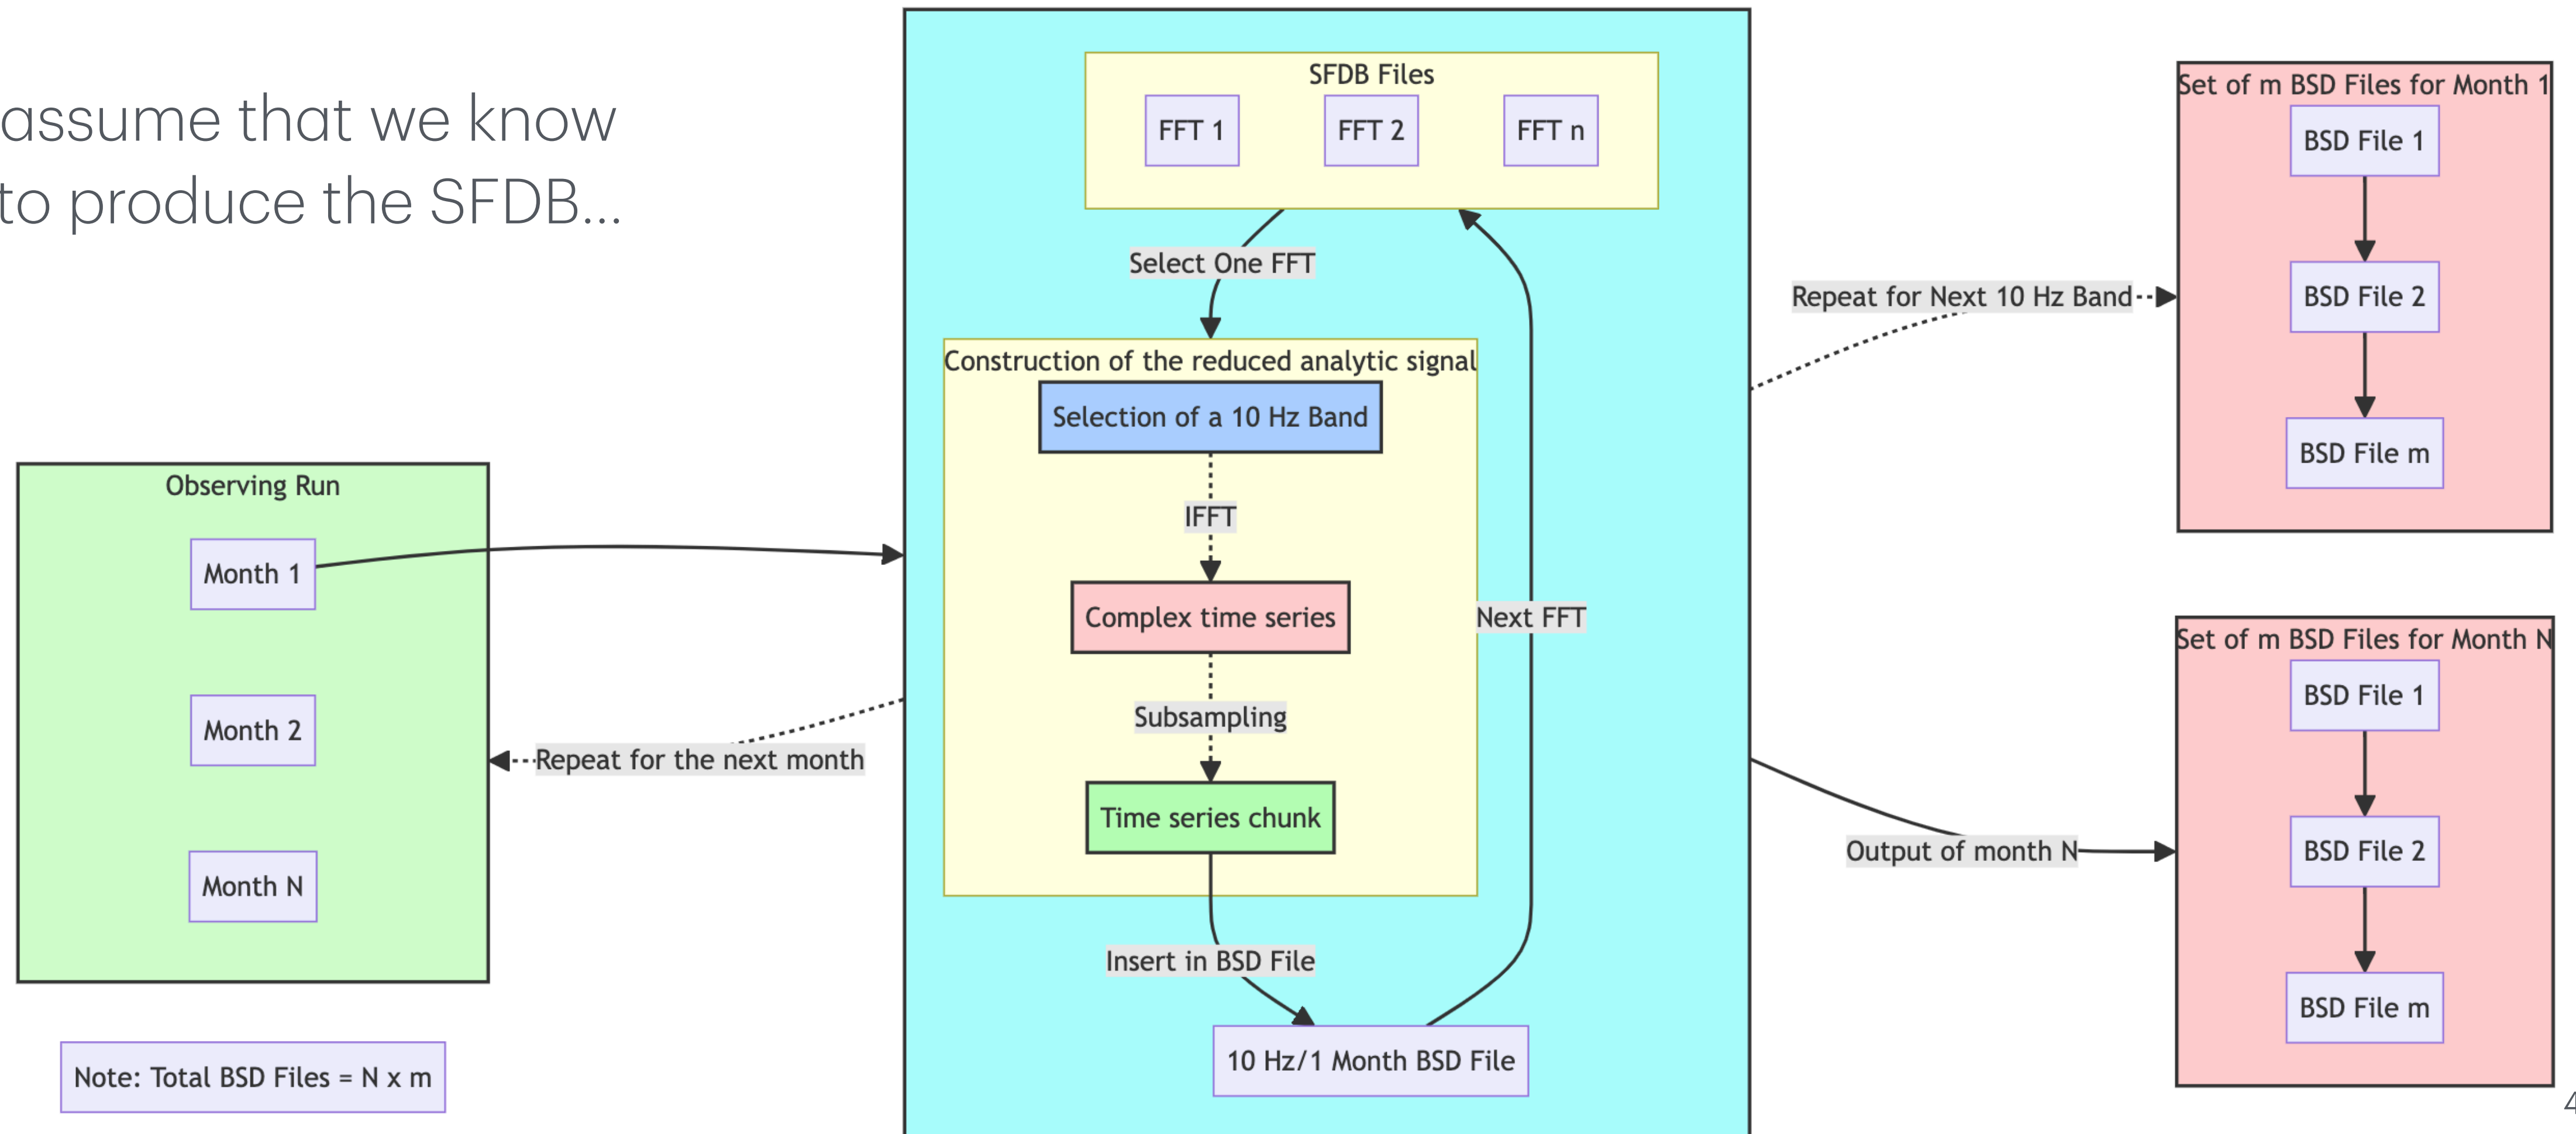 assume that we know
to produce the SFDB...
Observing Run
Month 1
Month 2
Month N
Note: Total BSD Files = N x m
Repeat for the next month
SFDB Files
FFT 1
FFT 2
FFT n
Select One FFT
Construction of the reduced analytic signal
Selection of a 10 Hz Band
IFFT
Complex time series
Next FFT
Subsampling
Time series chunk
Insert in BSD File
10 Hz/1 Month BSD File
Repeat for Next 10 Hz Band
Output of month N
Set of m BSD Files for Month 1
BSD File 1
BSD File 2
BSD File m
Set of m BSD Files for Month N
BSD File 1
BSD File 2
BSD File m
4